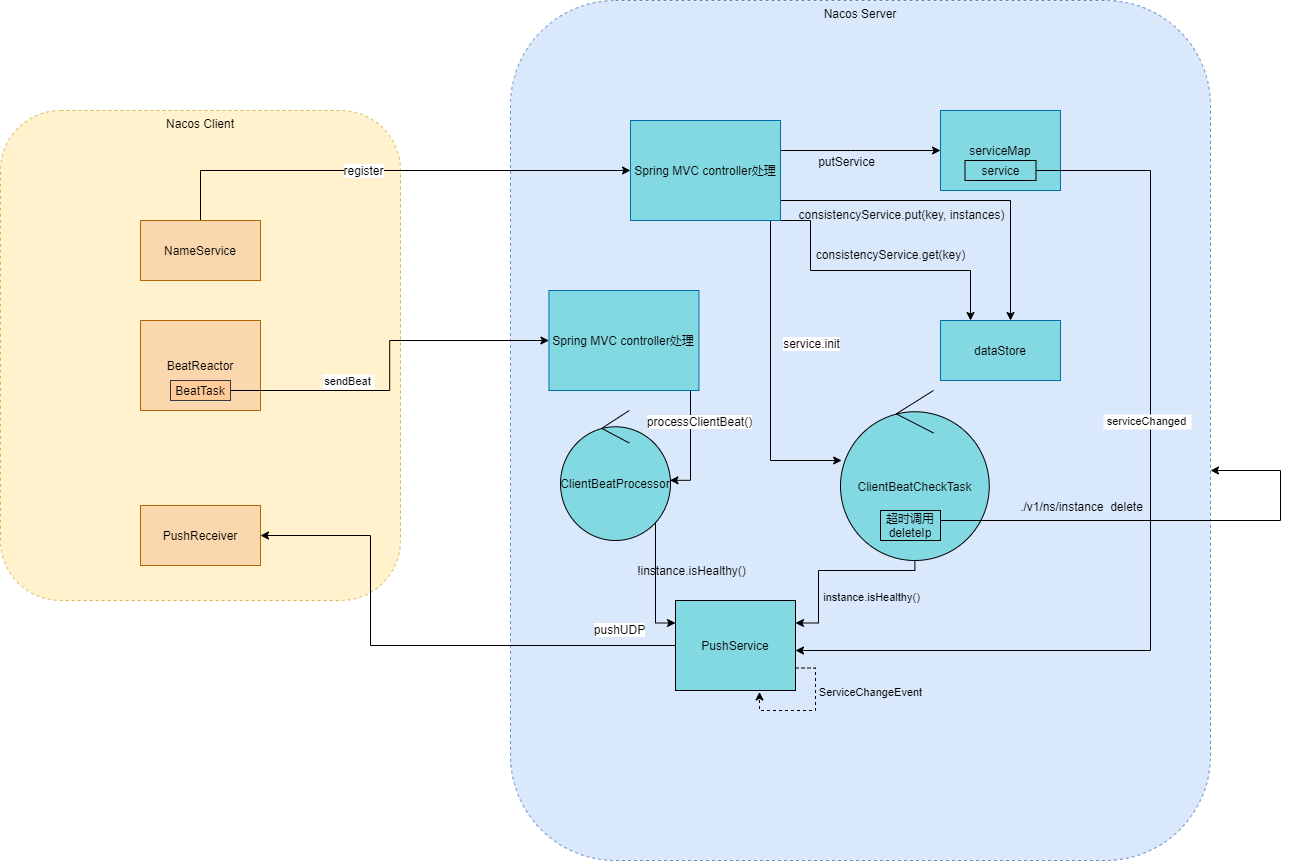 Nacos Server
Nacos Client
register
Spring MVC controller处理
putService
serviceMap
service
consistencyService.put(key, instances)
consistencyService.get(key)
NameService
Spring MVC controller处理
service.init
dataStore
BeatReactor
BeatTask
sendBeat
processClientBeat()
serviceChanged
ClientBeatProcessor
ClientBeatCheckTask
超时调用
deleteIp
./v1/ns/instance  delete
PushReceiver
!instance.isHealthy()
instance.isHealthy()
pushUDP
PushService
ServiceChangeEvent